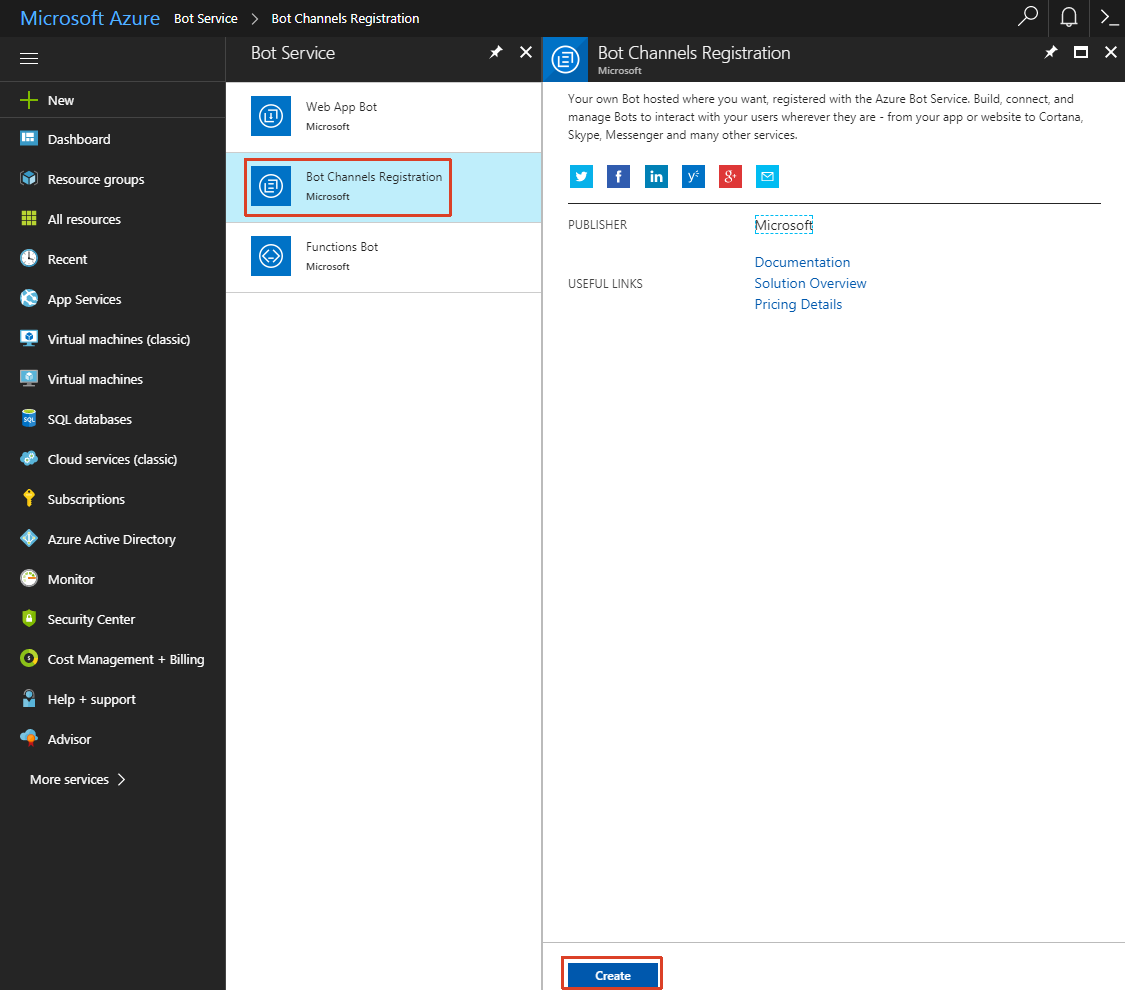 Microsoft Azure Bot Service > Bot Channels Registration
New
Dashboard
Resource groups
All resources
Recent
App Services
Virtual machines (classic)
Virtual machines
SQL databases
Cloud services (classic)
Subscriptions
Azure Active Directory
Monitor
Security Center
Cost Management + Billing
Help + support
Advisor
More services >
Bot Service
Web App Bot
Microsoft
Bot Channels Registration
Microsoft
Functions Bot
Microsoft
Bot Channels Registration
Microsoft
Your own Bot hosted where you want, registered with the Azure Bot Service. Build, connect, and
manage Bots to interact with your users wherever they are - from your app or website to Cortana,
Skype, Messenger and many other services.
PUBLISHER
Microsoft
USEFUL LINKS
Documentation
Solution Overview
Pricing Details
Create